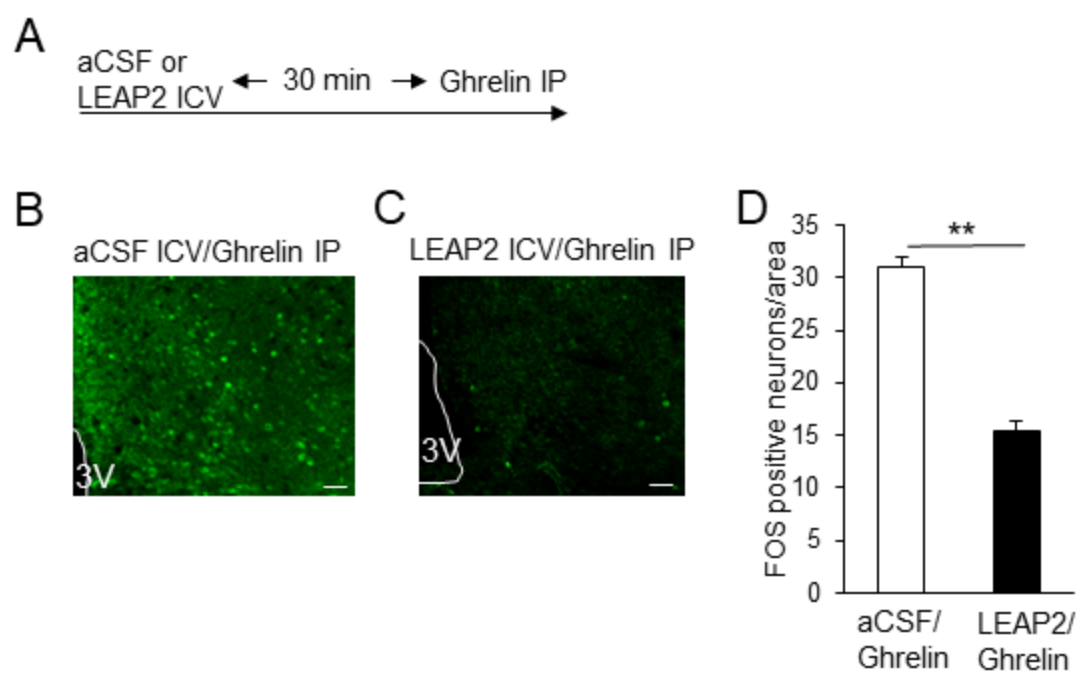 A
aCSF or
LEAP2 ICV
30 min
Ghrelin IP
B
aCSF ICV/Ghrelin IP
3V
C
LEAP2 ICV/Ghrelin IP
3V
D
FOS positive neurons/area
35
30
25
20
15
10
5
0
**
aCSF/
Ghrelin
LEAP2/
Ghrelin